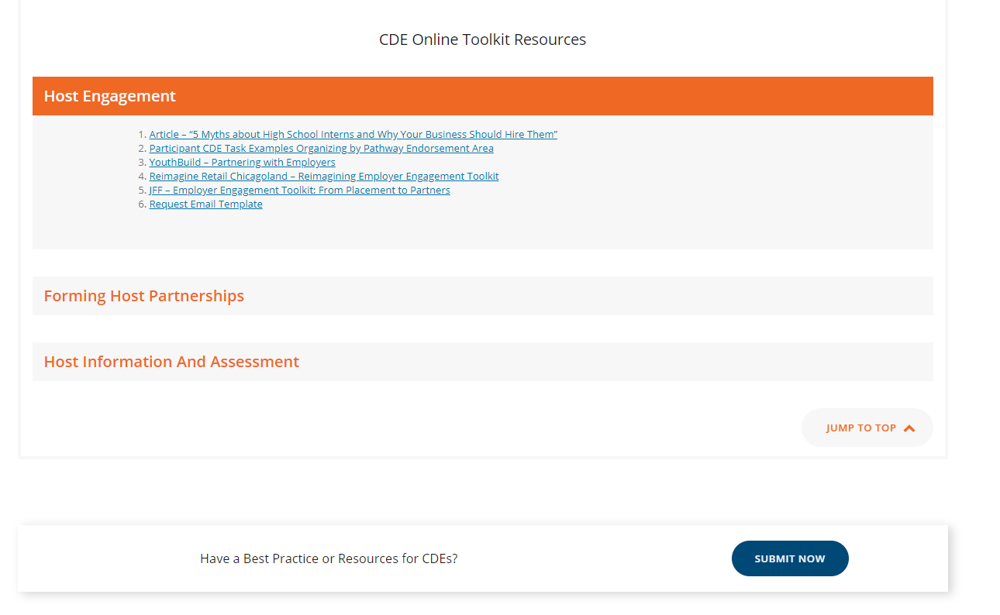 CDE Online Toolkit Resources
Host Engagement
1. Article – “5 Myths about High School Interns and Why Your Business Should Hire Them”
2. Participant CDE Task Examples Organizing by Pathway Endorsement Area
3. YouthBuild – Partnering with Employers
4. Reimagine Retail Chicagoland – Reimagining Employer Engagement Toolkit
5. JFF – Employer Engagement Toolkit: From Placement to Partners
6. Request Email Template
Forming Host Partnerships
Host Information And Assessment
JUMP TO TOP
Have a Best Practice or Resources for CDEs?
SUBMIT NOW